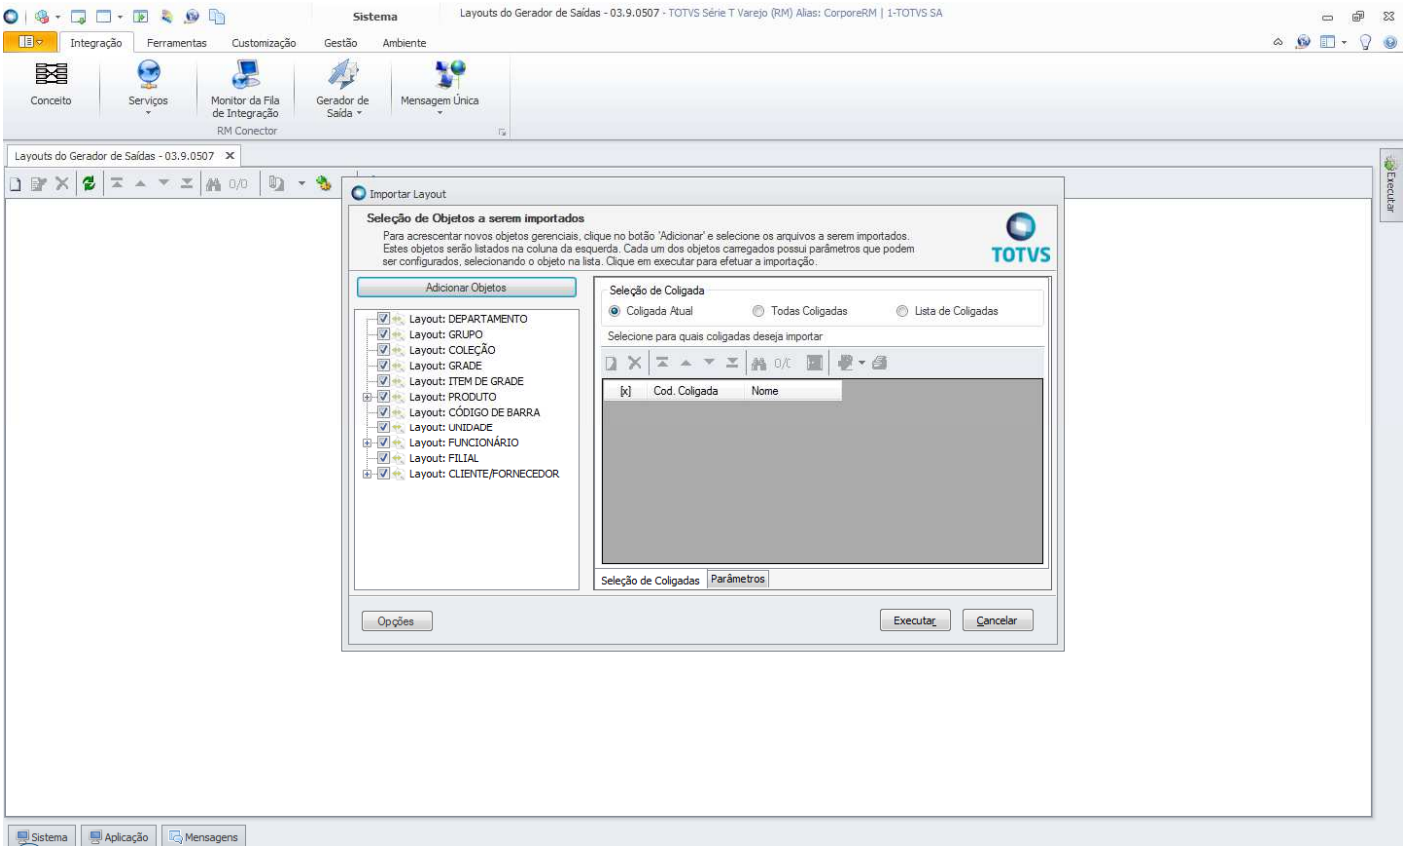 Sistema
Layouts do Gerador de Saídas - 03.9.0507 - TOTVS Série T Varejo (RM) Alias: CorporeRM | 1-TOTVS SA
Integração
Ferramentas
Customização
Gestão
Ambiente
Conceito
Serviços
Monitor da Fila
de Integração
Gerador de
Saída
Mensagem Única
RM Conector
Layouts do Gerador de Saídas - 03.9.0507
0/0
Executar
Importar Layout
Seleção de Objetos a serem importados
Para acrescentar novos objetos gerenciais, clique no botão 'Adicionar' e selecione os arquivos a serem importados.
Estes objetos serão listados na coluna da esquerda. Cada um dos objetos carregados possui parâmetros que podem
ser configurados, selecionando o objeto na lista. Clique em executar para efetuar a importação.
TOTVS
Adicionar Objetos
Layout: DEPARTAMENTO
Layout: GRUPO
Layout: COLEÇÃO
Layout: GRADE
Layout: ITEM DE GRADE
Layout: PRODUTO
Layout: CÓDIGO DE BARRA
Layout: UNIDADE
Layout: FUNCIONÁRIO
Layout: FILIAL
Layout: CLIENTE/FORNECEDOR
Seleção de Coligada
Coligada Atual
Todas Coligadas
Lista de Coligadas
Selecione para quais coligadas deseja importar
[x]
Cod. Coligada
Nome
Seleção de Coligadas
Parâmetros
Opções
Executar
Cancelar
Sistema
Aplicação
Mensagens